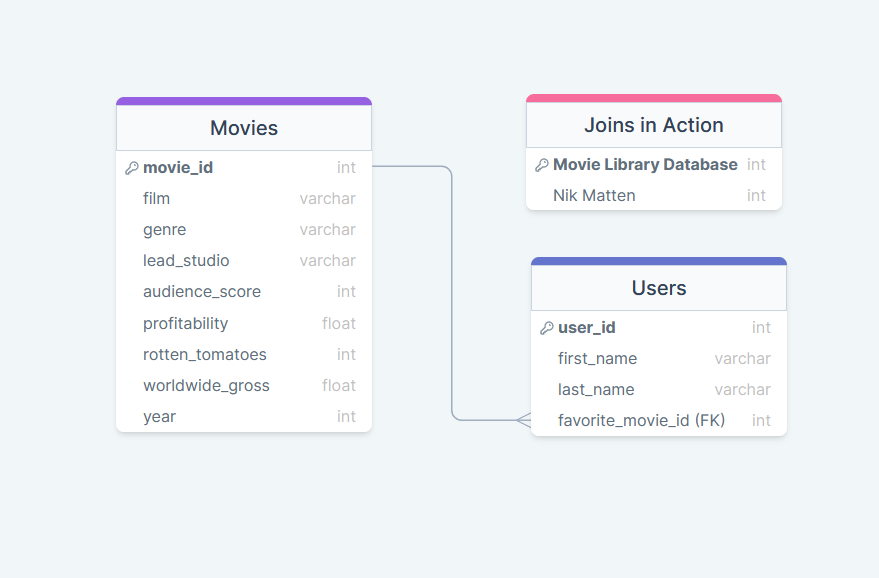 Movies
movie_id int
film varchar
genre varchar
lead_studio varchar
audience_score int
profitability float
rotten_tomatoes int
worldwide_gross float
year int
Joins in Action
Movie Library Database int
Nik Matten int
Users
user_id int
first_name varchar
last_name varchar
favorite_movie_id (FK) int